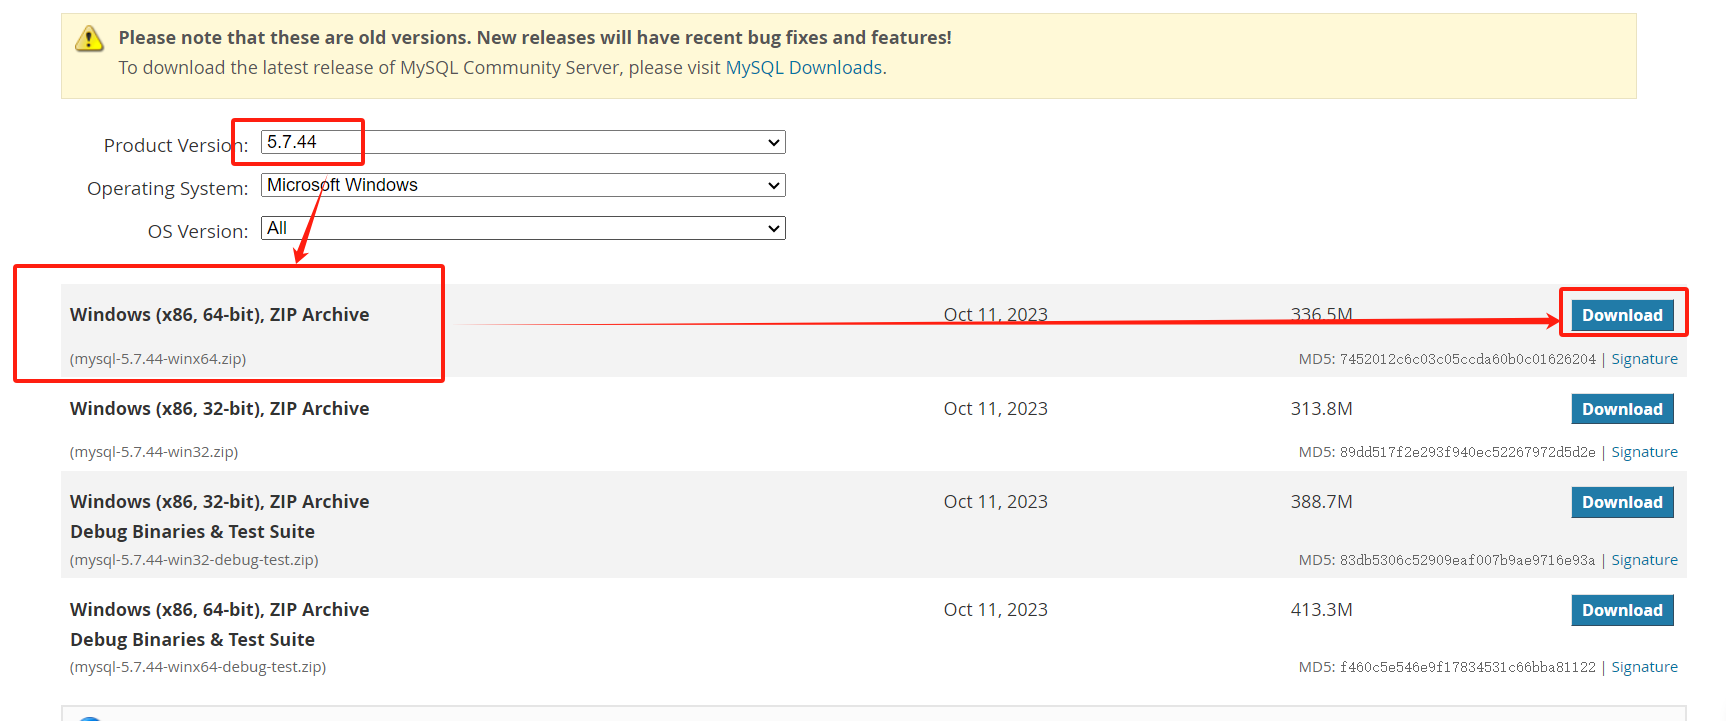 Please note that these are old versions. New releases will have recent bug fixes and features!
To download the latest release of MySQL Community Server, please visit MySQL Downloads.
Product Version: 5.7.44
Operating System: Microsoft Windows
OS Version: All
Windows (x86, 64-bit), ZIP Archive Oct 11, 2023 336.5M Download
(mysql-5.7.44-winx64.zip) MD5: 7452012c6c03c05ccda60b0c01626204 | Signature
Windows (x86, 32-bit), ZIP Archive Oct 11, 2023 313.8M Download
(mysql-5.7.44-win32.zip) MD5: 89dd517f2e293f940ec52267972d5d2e | Signature
Windows (x86, 32-bit), ZIP Archive Oct 11, 2023 388.7M Download
Debug Binaries & Test Suite
(mysql-5.7.44-win32-debug-test.zip) MD5: 83db5306c52909eaf007b9ae9716e93a | Signature
Windows (x86, 64-bit), ZIP Archive Oct 11, 2023 413.3M Download
Debug Binaries & Test Suite
(mysql-5.7.44-winx64-debug-test.zip) MD5: f460c5e546e9f17834531c66bba81122 | Signature